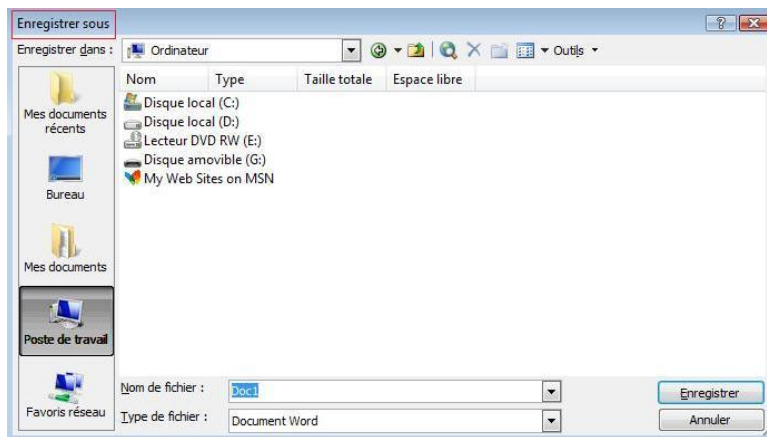 Enregistrer sous
Enregistrer dans : Ordinateur Outils
Nom Type Taille totale Espace libre
Disque local (C:)
Disque local (D:)
Lecteur DVD RW (E:)
Disque amovible (G:)
My Web Sites on MSN
Mes documents
récents
Bureau
Mes documents
Poste de travail
Favoris réseau
Nom de fichier : Doc1 Enregistrer
Type de fichier : Document Word Annuler